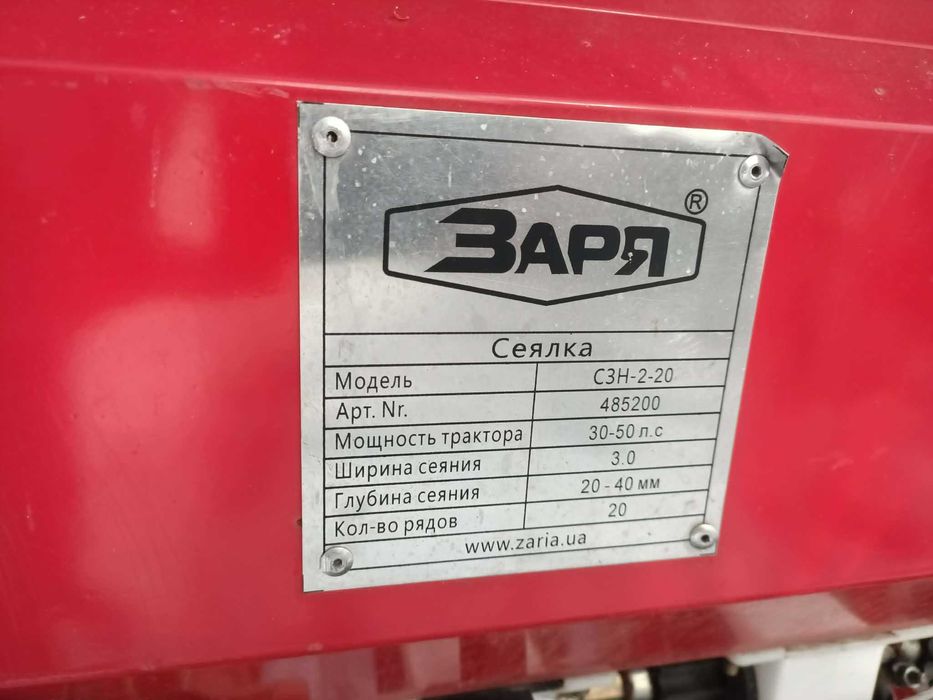 ЗАРЯ ®
Сеялка
Модель СЗН-2-20
Арт. Nr. 485200
Мощность трактора 30-50 л.с
Ширина сеяния 3.0
Глубина сеяния 20 - 40 мм
Кол-во рядов 20
www.zaria.ua